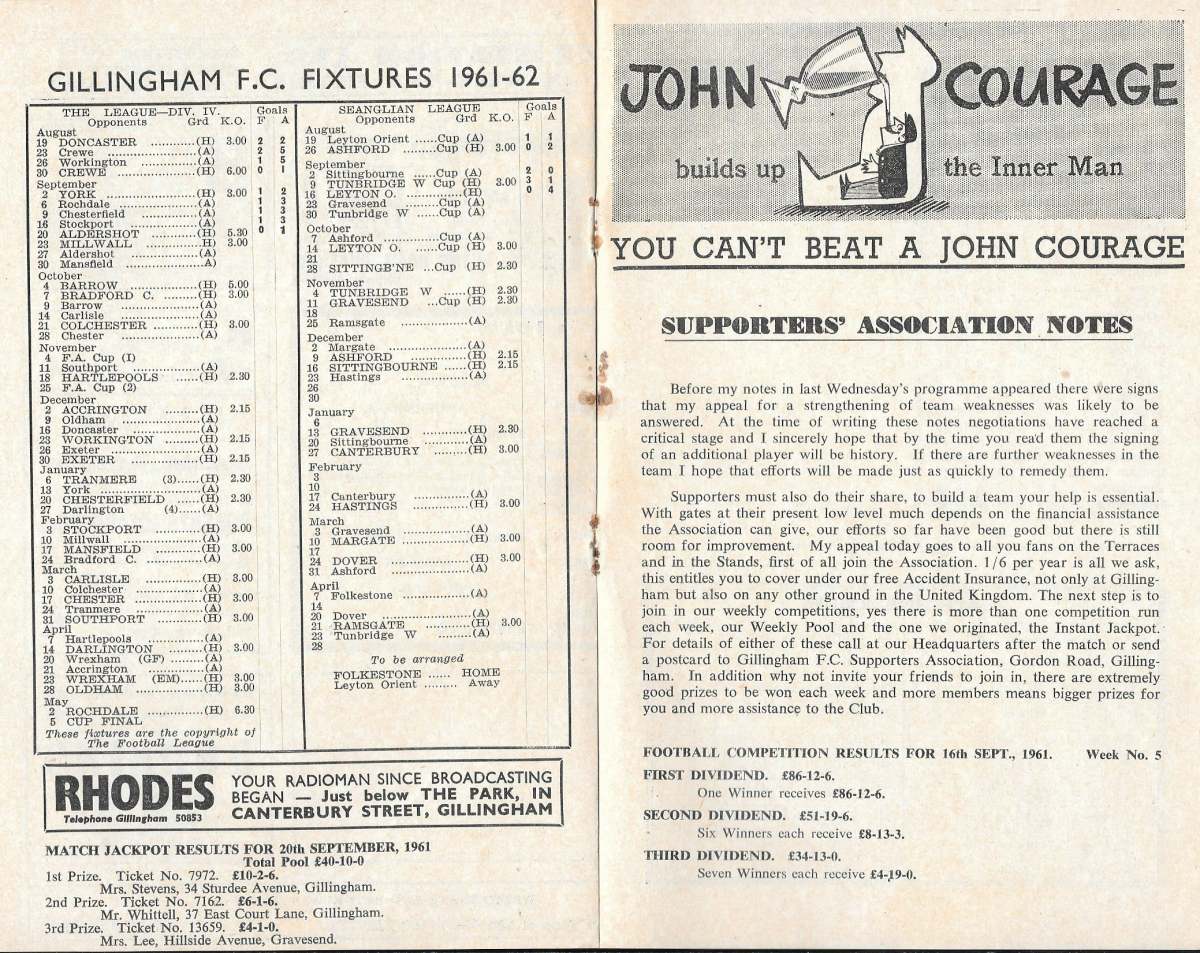 GILLINGHAM F.C. FIXTURES 1961-62
THE LEAGUE—DIV. IV. Goals
Opponents Grd K.O. F A
August
19 DONCASTER ............(H) 3.00 2 2
23 Crewe ..................(A) 2 5
26 Workington ............(A) 1 5
30 CREWE ..................(H) 6.00 0 1
September
2 YORK .....................(H) 3.00 1 2
6 Rochdale ...............(A) 1 3
9 Chesterfield ............(A) 1 3
16 Stockport ...............(A) 1 3
20 ALDERSHOT ............(H) 5.30 0 1
23 MILLWALL ............H) 3.00
27 Aldershot ...............(A)
30 Mansfield ...............A)
October
4 BARROW ...............(H) 5.00
7 BRADFORD C. .........(H) 3.00
9 Barrow ..................(A)
14 Carlisle ..................(A)
21 COLCHESTER .........(H) 3.00
28 Chester ..................(A)
November
4 F.A. Cup (1)
11 Southport ...............(A)
18 HARTLEPOOLS ......(H) 2.30
25 F.A. Cup (2)
December
2 ACCRINGTON .........(H) 2.15
9 Oldham ..................(A)
16 Doncaster ...............(A)
23 WORKINGTON .........(H) 2.15
26 Exeter ..................(A)
30 EXETER ...............(H) 2.15
January
6 TRANMERE (3)......(H) 2.30
13 York .....................(A)
20 CHESTERFIELD ......(H) 2.30
27 Darlington (4)......(A)
February
3 STOCKPORT ............(H) 3.00
10 Millwall ..................(A)
17 MANSFIELD ............(H) 3.00
24 Bradford C. ............(A)
March
3 CARLISLE ...............(H) 3.00
10 Colchester ...............(A)
17 CHESTER ...............(H) 3.00
24 Tranmere ...............(A)
31 SOUTHPORT ............(H) 3.00
April
7 Hartlepools ............(A)
14 DARLINGTON .........(H) 3.00
20 Wrexham (GF) .........(A)
21 Accrington ...............(A)
23 WREXHAM (EM)......(H) 3.00
28 OLDHAM ...............(H) 3.00
May
2 ROCHDALE ...............(H) 6.30
5 CUP FINAL
These fixtures are the copyright of
The Football League
SEANGLIAN LEAGUE Goals
Opponents Grd K.O. F A
August
19 Leyton Orient ......Cup (A) 1 1
26 ASHFORD .........Cup (H) 3.00 0 2
September
2 Sittingbourne ......Cup (A) 2 0
9 TUNBRIDGE W Cup (H) 3.00 3 1
16 LEYTON O. ............(H) 0 4
23 Gravesend .........Cup (A)
30 Tunbridge W ......Cup (A)
October
7 Ashford ............Cup (A)
14 LEYTON O. ......Cup (H) 3.00
21
28 SITTINGB'NE ...Cup (H) 2.30
November
4 TUNBRIDGE W ......(H) 2.30
11 GRAVESEND ...Cup (H) 2.30
18
25 Ramsgate ...............(A)
December
2 Margate ..................(A)
9 ASHFORD ...............(H) 2.15
16 SITTINGBOURNE ......(H) 2.15
23 Hastings ...............(A)
26
30
January
6
13 GRAVESEND ............(H) 2.30
20 Sittingbourne .........(A)
27 CANTERBURY .........(H) 3.00
February
3
10
17 Canterbury ............(A)
24 HASTINGS ............(H) 3.00
March
3 Gravesend ...............(A)
10 MARGATE ...............(H) 3.00
17
24 DOVER ..................(H) 3.00
31 Ashford ..................(A)
April
7 Folkestone ...............(A)
14
20 Dover .....................(A)
21 RAMSGATE ............(H) 3.00
23 Tunbridge W .........(A)
28
To be arranged
FOLKESTONE ...... HOME
Leyton Orient ......... Away
RHODES
Telephone Gillingham 50853
YOUR RADIOMAN SINCE BROADCASTING
BEGAN — Just below THE PARK, IN
CANTERBURY STREET, GILLINGHAM
MATCH JACKPOT RESULTS FOR 20th SEPTEMBER, 1961
Total Pool £40-10-0
1st Prize. Ticket No. 7972. £10-2-6.
Mrs. Stevens, 34 Sturdee Avenue, Gillingham.
2nd Prize. Ticket No. 7162. £6-1-6.
Mr. Whittell, 37 East Court Lane, Gillingham.
3rd Prize. Ticket No. 13659. £4-1-0.
Mrs. Lee, Hillside Avenue, Gravesend.
JOHN COURAGE
builds up the Inner Man
YOU CAN'T BEAT A JOHN COURAGE
SUPPORTERS' ASSOCIATION NOTES
Before my notes in last Wednesday's programme appeared there were signs
that my appeal for a strengthening of team weaknesses was likely to be
answered. At the time of writing these notes negotiations have reached a
critical stage and I sincerely hope that by the time you read them the signing
of an additional player will be history. If there are further weaknesses in the
team I hope that efforts will be made just as quickly to remedy them.
Supporters must also do their share, to build a team your help is essential.
With gates at their present low level much depends on the financial assistance
the Association can give, our efforts so far have been good but there is still
room for improvement. My appeal today goes to all you fans on the Terraces
and in the Stands, first of all join the Association. 1/6 per year is all we ask,
this entitles you to cover under our free Accident Insurance, not only at Gilling-
ham but also on any other ground in the United Kingdom. The next step is to
join in our weekly competitions, yes there is more than one competition run
each week, our Weekly Pool and the one we originated, the Instant Jackpot.
For details of either of these call at our Headquarters after the match or send
a postcard to Gillingham F.C. Supporters Association, Gordon Road, Gilling-
ham. In addition why not invite your friends to join in, there are extremely
good prizes to be won each week and more members means bigger prizes for
you and more assistance to the Club.
FOOTBALL COMPETITION RESULTS FOR 16th SEPT., 1961. Week No. 5
FIRST DIVIDEND. £86-12-6.
One Winner receives £86-12-6.
SECOND DIVIDEND. £51-19-6.
Six Winners each receive £8-13-3.
THIRD DIVIDEND. £34-13-0.
Seven Winners each receive £4-19-0.